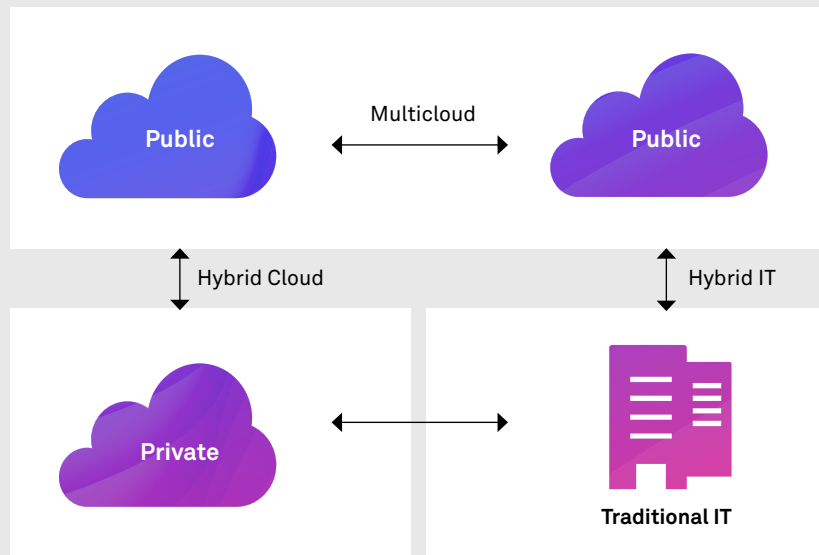 Multicloud
Public
Public
Hybrid Cloud
Hybrid IT
Private
Traditional IT